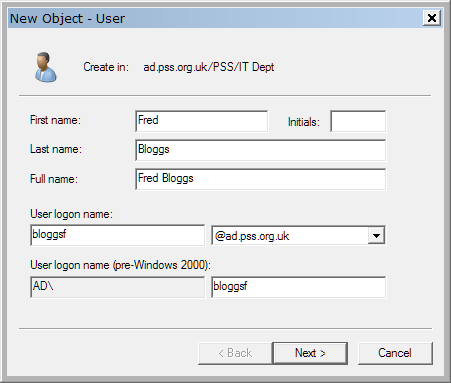 New Object - User
Create in: ad.pss.org.uk/PSS/IT Dept
First name: Fred Initials:
Last name: Bloggs
Full name: Fred Bloggs
User logon name:
bloggsf @ad.pss.org.uk
User logon name (pre-Windows 2000):
AD\ bloggsf
< Back Next > Cancel